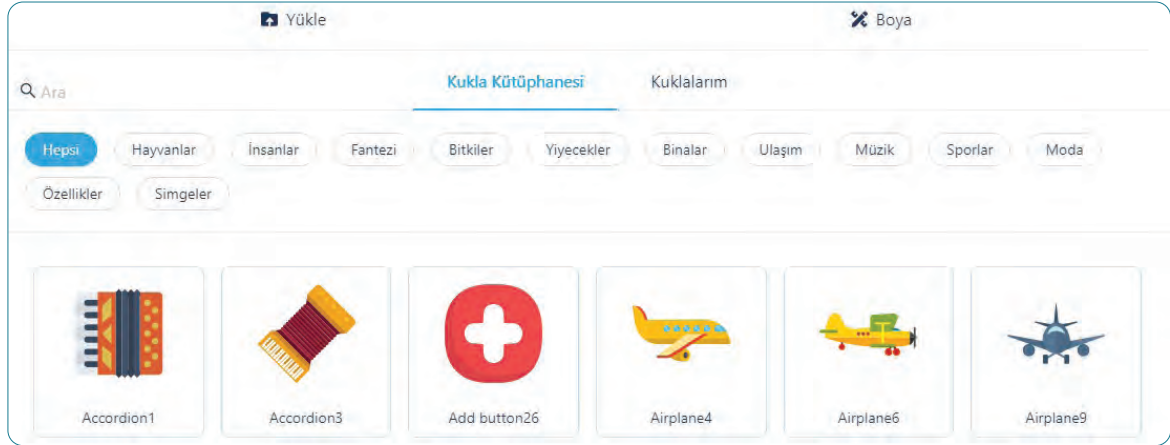 Yükle Boya
Ara Kukla Kütüphanesi Kuklalarım
Hepsi Hayvanlar İnsanlar Fantezi Bitkiler Yiyecekler Binalar Ulaşım Müzik Sporlar Moda
Özellikler Simgeler
Accordion1 Accordion3 Add button26 Airplane4 Airplane6 Airplane9